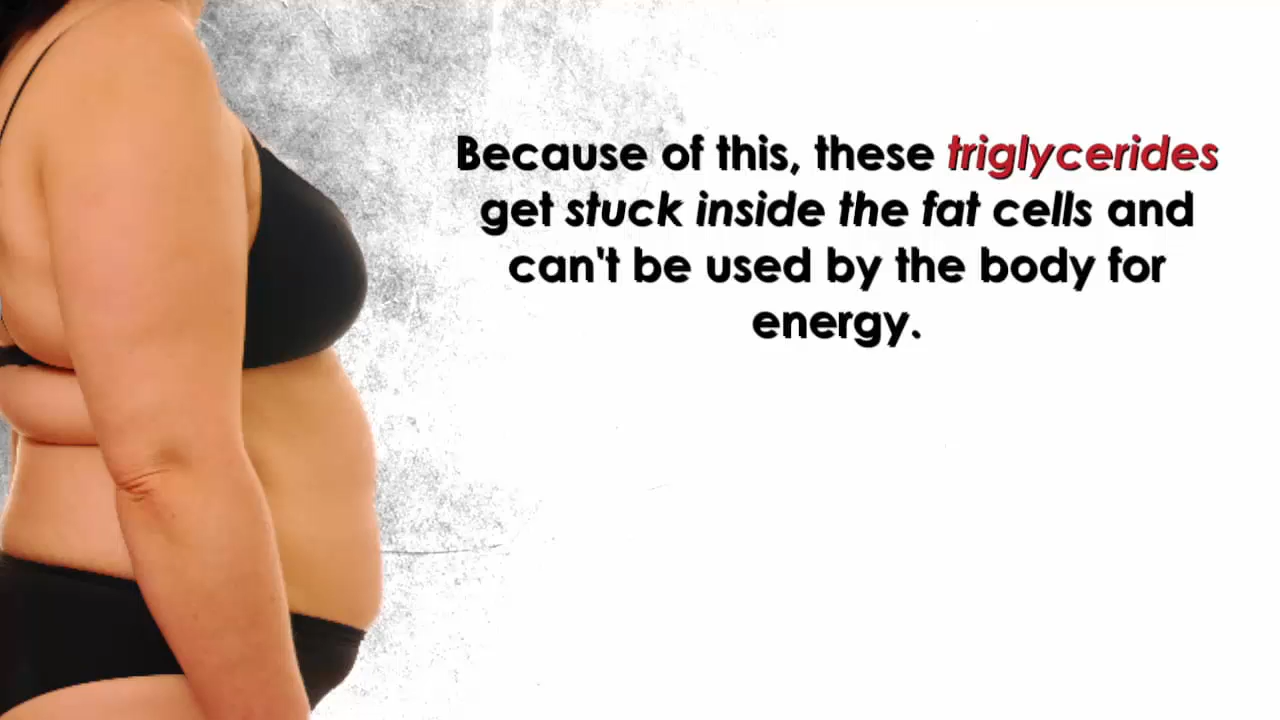 Because of this, these triglycerides
get stuck inside the fat cells and
can't be used by the body for
energy.